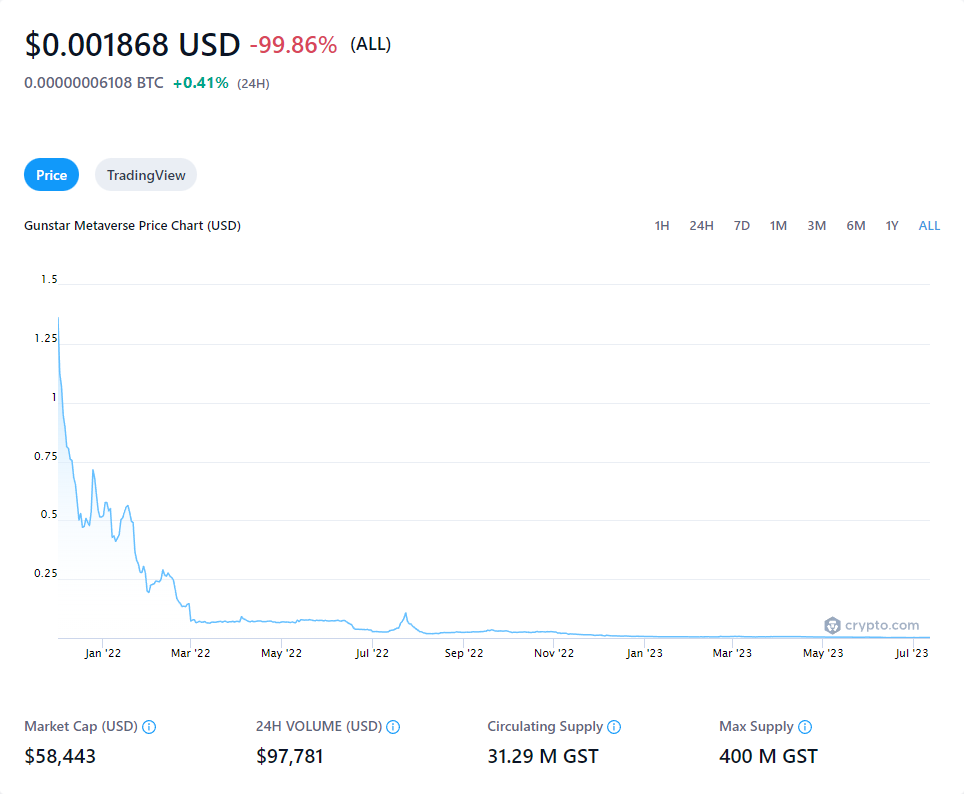 $0.001868 USD -99.86% (ALL)
0.00000006108 BTC +0.41% (24H)
Price TradingView
Gunstar Metaverse Price Chart (USD) 1H 24H 7D 1M 3M 6M 1Y ALL
1.5
1.25
1
0.75
0.5
0.25
crypto.com
Jan '22 Mar '22 May '22 Jul '22 Sep '22 Nov '22 Jan '23 Mar '23 May '23 Jul '23
Market Cap (USD) 24H VOLUME (USD) Circulating Supply Max Supply
$58,443 $97,781 31.29 M GST 400 M GST